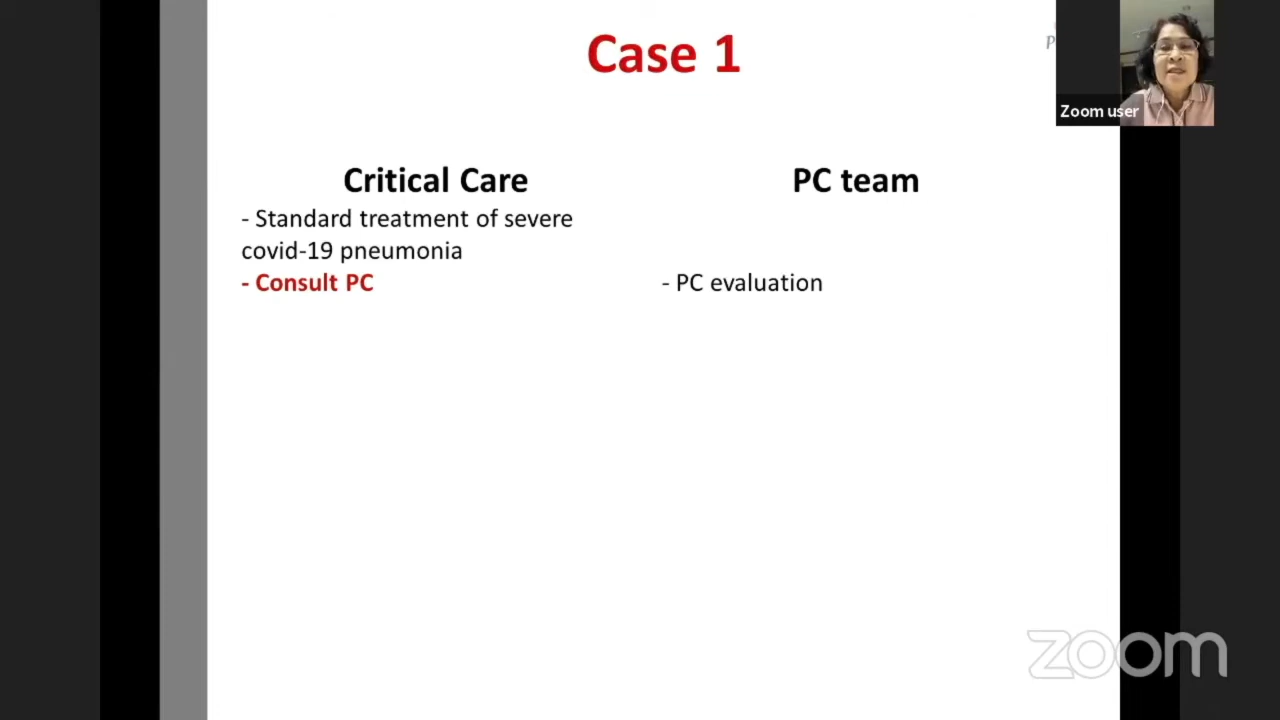 Case 1
Zoom user
Critical Care
PC team
- Standard treatment of severe
covid-19 pneumonia
- Consult PC
- PC evaluation
zoom